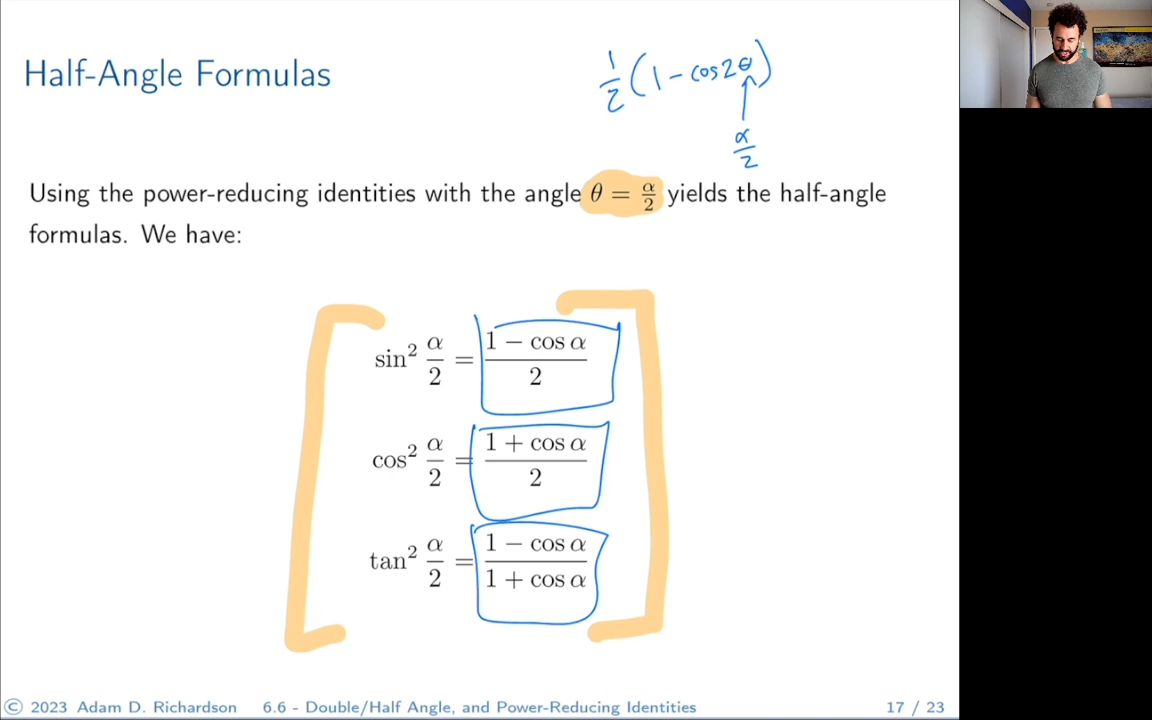 Half-Angle Formulas
1/2 (1 - cos2θ)
α/2
Using the power-reducing identities with the angle θ = α/2 yields the half-angle
formulas. We have:
sin² α/2 = (1 − cos α)/2
cos² α/2 = (1 + cos α)/2
tan² α/2 = (1 − cos α)/(1 + cos α)
© 2023 Adam D. Richardson 6.6 - Double/Half Angle, and Power-Reducing Identities 17 / 23